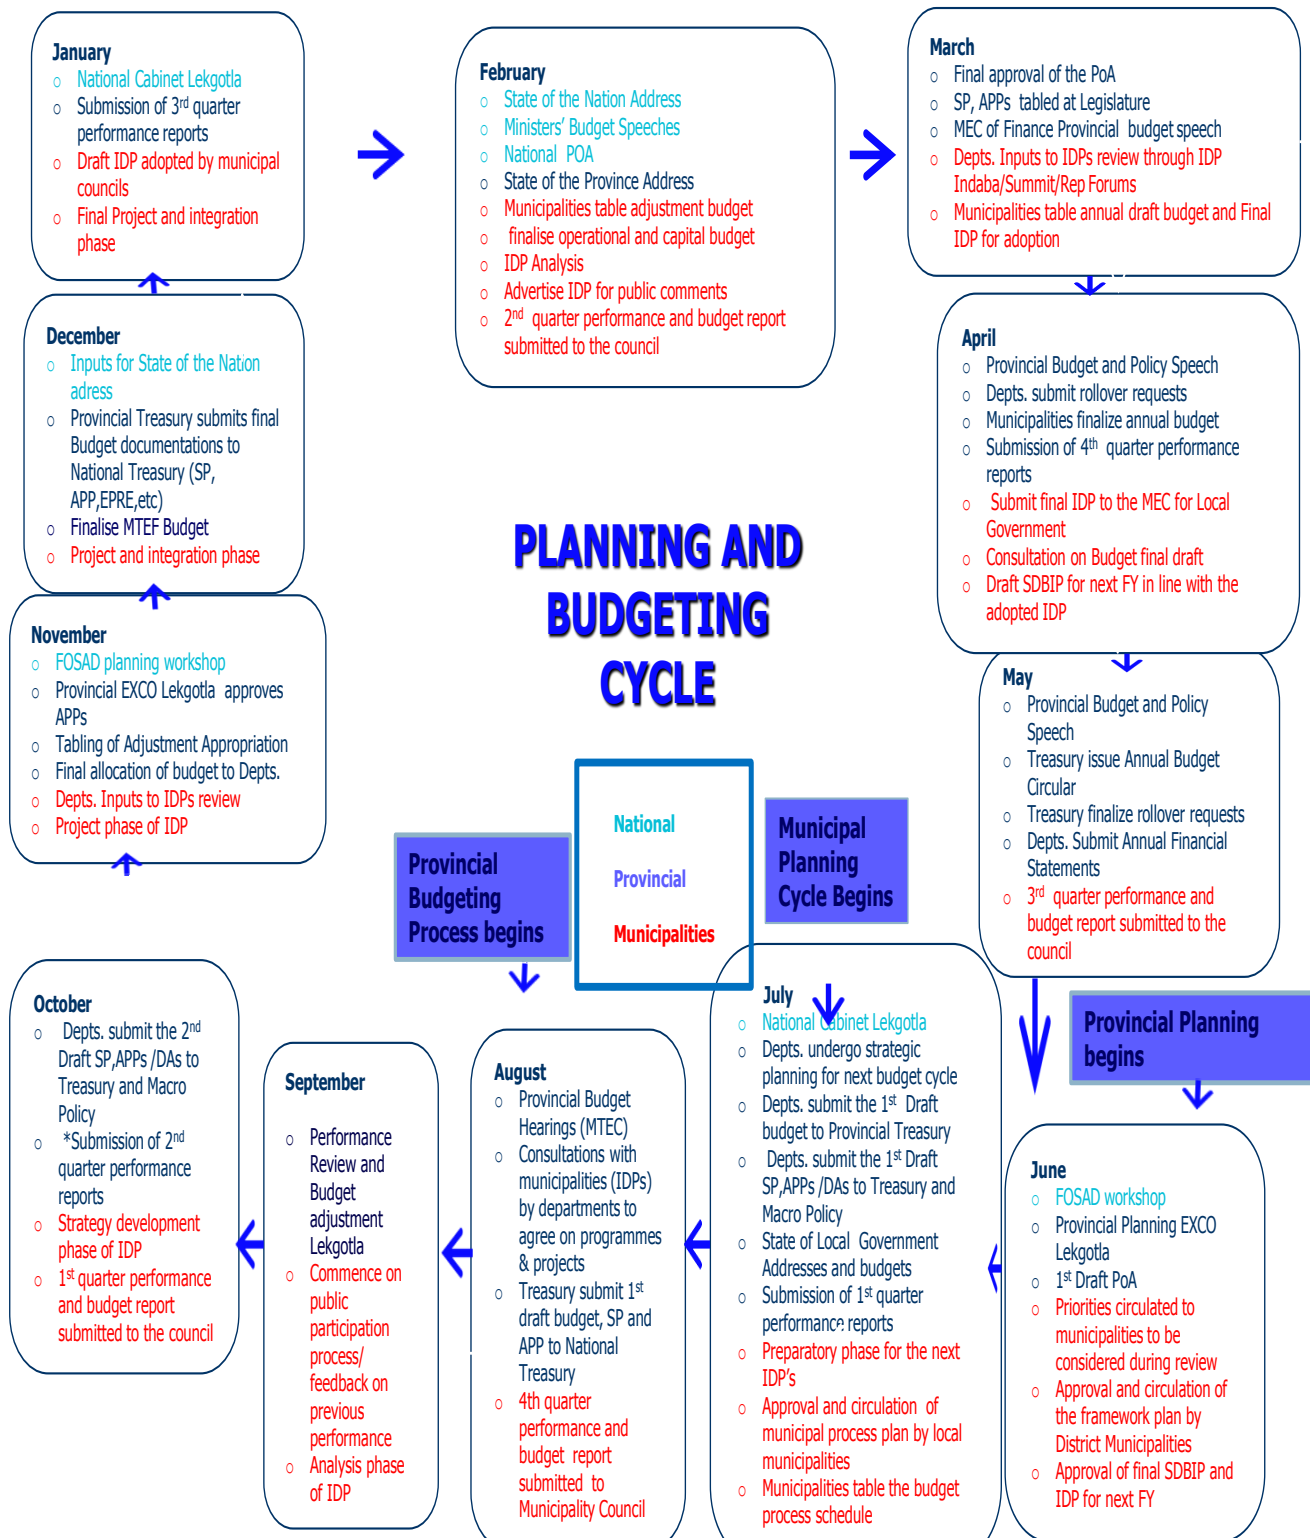 January
○ National Cabinet Lekgotla
○ Submission of 3rd quarter
performance reports
○ Draft IDP adopted by municipal
councils
○ Final Project and integration
phase
February
○ State of the Nation Address
○ Ministers' Budget Speeches
○ National POA
○ State of the Province Address
○ Municipalities table adjustment budget
○ finalise operational and capital budget
○ IDP Analysis
○ Advertise IDP for public comments
○ 2nd quarter performance and budget report
submitted to the council
March
○ Final approval of the PoA
○ SP, APPs tabled at Legislature
○ MEC of Finance Provincial budget speech
○ Depts. Inputs to IDPs review through IDP
Indaba/Summit/Rep Forums
○ Municipalities table annual draft budget and Final
IDP for adoption
April
○ Provincial Budget and Policy Speech
○ Depts. submit rollover requests
○ Municipalities finalize annual budget
○ Submission of 4th quarter performance
reports
○ Submit final IDP to the MEC for Local
Government
○ Consultation on Budget final draft
○ Draft SDBIP for next FY in line with the
adopted IDP
May
○ Provincial Budget and Policy
Speech
○ Treasury issue Annual Budget
Circular
○ Treasury finalize rollover requests
○ Depts. Submit Annual Financial
Statements
○ 3rd quarter performance and
budget report submitted to the
council
Provincial Planning
begins
June
○ FOSAD workshop
○ Provincial Planning EXCO
Lekgotla
○ 1st Draft PoA
○ Priorities circulated to
municipalities to be
considered during review
○ Approval and circulation of
the framework plan by
District Municipalities
○ Approval of final SDBIP and
IDP for next FY
Municipal
Planning
Cycle Begins
July
○ National Cabinet Lekgotla
○ Depts. undergo strategic
planning for next budget cycle
○ Depts. submit the 1st Draft
budget to Provincial Treasury
○ Depts. submit the 1st Draft
SP,APPs /DAs to Treasury and
Macro Policy
○ State of Local Government
Addresses and budgets
○ Submission of 1st quarter
performance reports
○ Preparatory phase for the next
IDP's
○ Approval and circulation of
municipal process plan by local
municipalities
○ Municipalities table the budget
process schedule
Provincial
Budgeting
Process begins
August
○ Provincial Budget
Hearings (MTEC)
○ Consultations with
municipalities (IDPs)
by departments to
agree on programmes
& projects
○ Treasury submit 1st
draft budget, SP and
APP to National
Treasury
○ 4th quarter
performance and
budget report
submitted to
Municipality Council
September
○ Performance
Review and
Budget
adjustment
Lekgotla
○ Commence on
public
participation
process/
feedback on
previous
performance
○ Analysis phase
of IDP
October
○ Depts. submit the 2nd
Draft SP,APPs /DAs to
Treasury and Macro
Policy
○ *Submission of 2nd
quarter performance
reports
○ Strategy development
phase of IDP
○ 1st quarter performance
and budget report
submitted to the council
November
○ FOSAD planning workshop
○ Provincial EXCO Lekgotla approves
APPs
○ Tabling of Adjustment Appropriation
○ Final allocation of budget to Depts.
○ Depts. Inputs to IDPs review
○ Project phase of IDP
December
○ Inputs for State of the Nation
adress
○ Provincial Treasury submits final
Budget documentations to
National Treasury (SP,
APP,EPRE,etc)
○ Finalise MTEF Budget
○ Project and integration phase
PLANNING AND
BUDGETING
CYCLE
National
Provincial
Municipalities